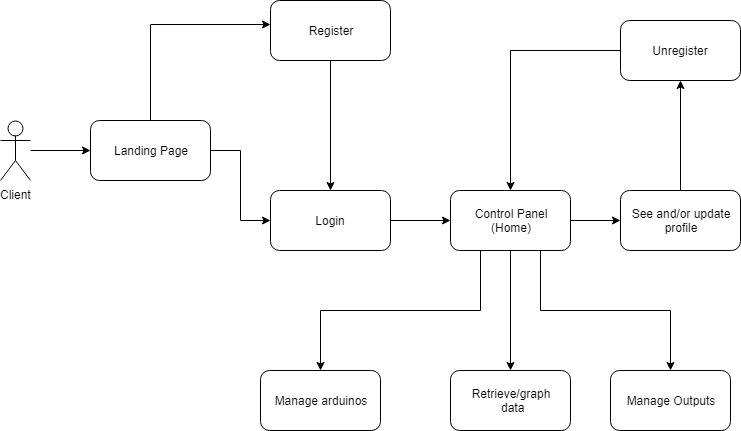 Register
Unregister
Landing Page
Client
Login
Control Panel
(Home)
See and/or update
profile
Manage arduinos
Retrieve/graph
data
Manage Outputs